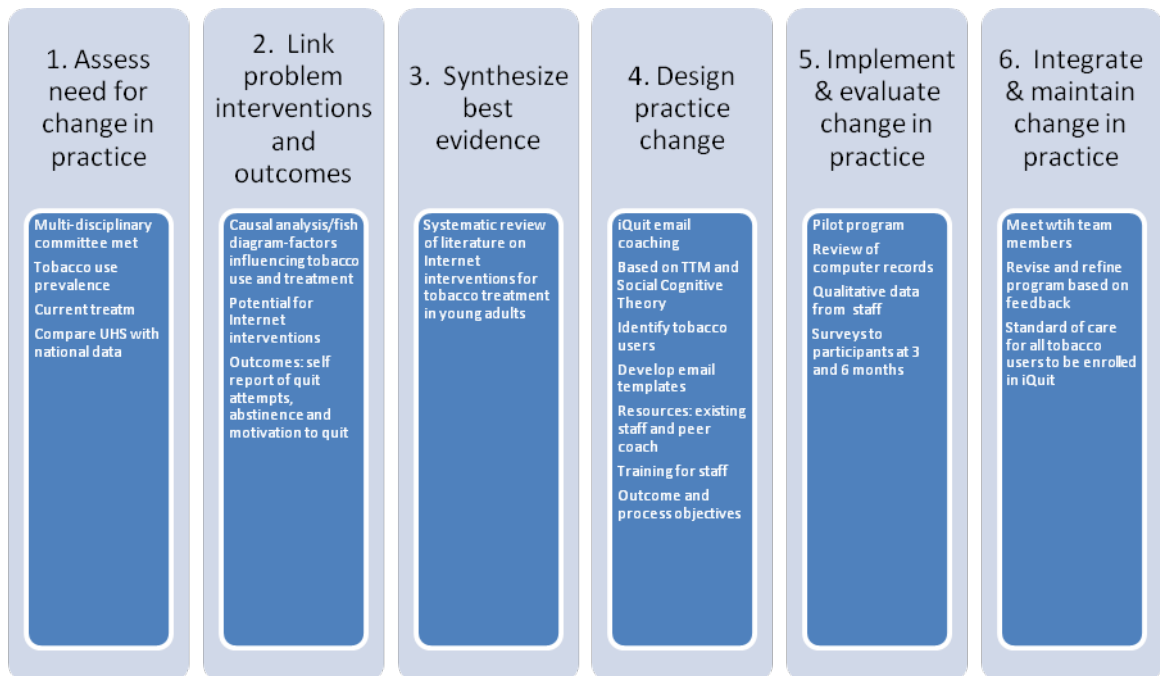 1. Assess
need for
change in
practice
Multi-disciplinary
committee met
Tobacco use
prevalence
Current treatm
Compare UHS with
national data
2. Link
problem
interventions
and
outcomes
Causal analysis/fish
diagram-factors
influencing tobacco
use and treatment
Potential for
Internet
interventions
Outcomes: self
report of quit
attempts,
abstinence and
motivation to quit
3. Synthesize
best
evidence
Systematic review
of literature on
Internet
interventions for
tobacco treatment
in young adults
4. Design
practice
change
iQuit email
coaching
Based on TTM and
Social Cognitive
Theory
Identify tobacco
users
Develop email
templates
Resources: existing
staff and peer
coach
Training for staff
Outcome and
process objectives
5. Implement
& evaluate
change in
practice
Pilot program
Review of
computer records
Qualitative data
from staff
Surveys to
participants at 3
and 6 months
6. Integrate
& maintain
change in
practice
Meet wtih team
members
Revise and refine
program based on
feedback
Standard of care
for all tobacco
users to be enrolled
in iQuit